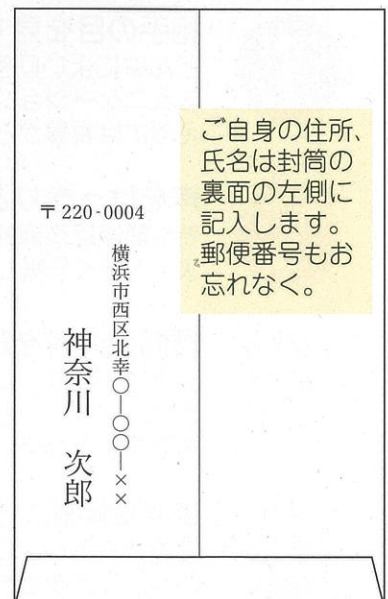 ご自身の住所、
氏名は封筒の
裏面の左側に
記入します。
郵便番号もお
忘れなく。
〒220-0004
横浜市西区北幸○―○○―××
神奈川　次郎